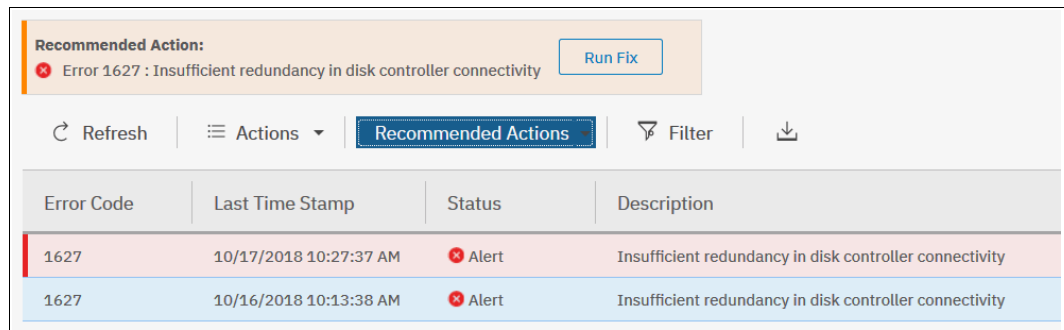 Recommended Action:
Error 1627 : Insufficient redundancy in disk controller connectivity
Run Fix
Refresh Actions Recommended Actions Filter
Error Code Last Time Stamp Status Description
1627 10/17/2018 10:27:37 AM Alert Insufficient redundancy in disk controller connectivity
1627 10/16/2018 10:13:38 AM Alert Insufficient redundancy in disk controller connectivity